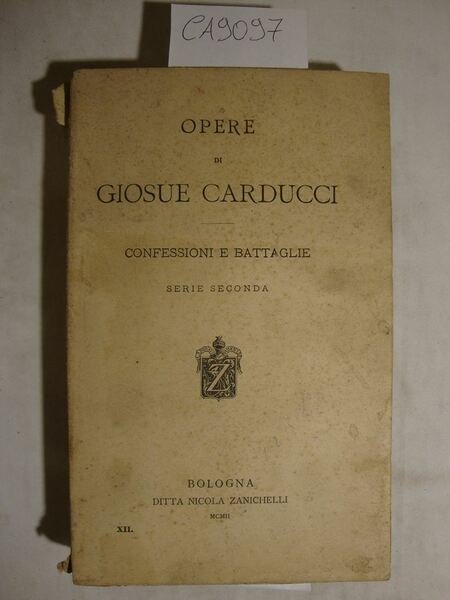 CA9097
OPERE
DI
GIOSUE CARDUCCI
CONFESSIONI E BATTAGLIE
SERIE SECONDA
Z
BOLOGNA
DITTA NICOLA ZANICHELLI
MCMII
XII.